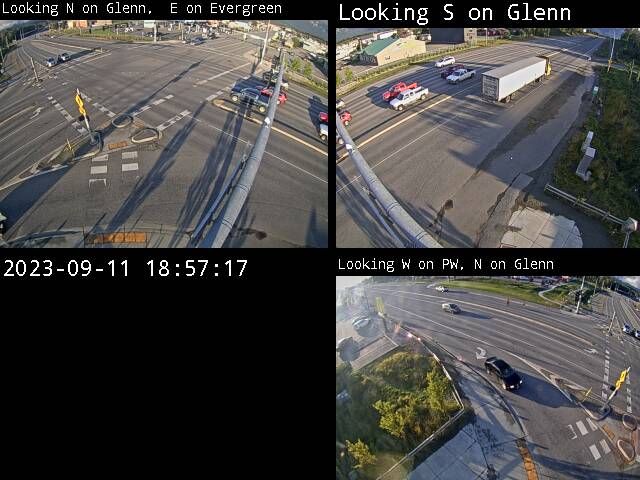 Looking N on Glenn,  E on Evergreen
Looking S on Glenn
2023-09-11 18:57:17
Looking W on PW, N on Glenn